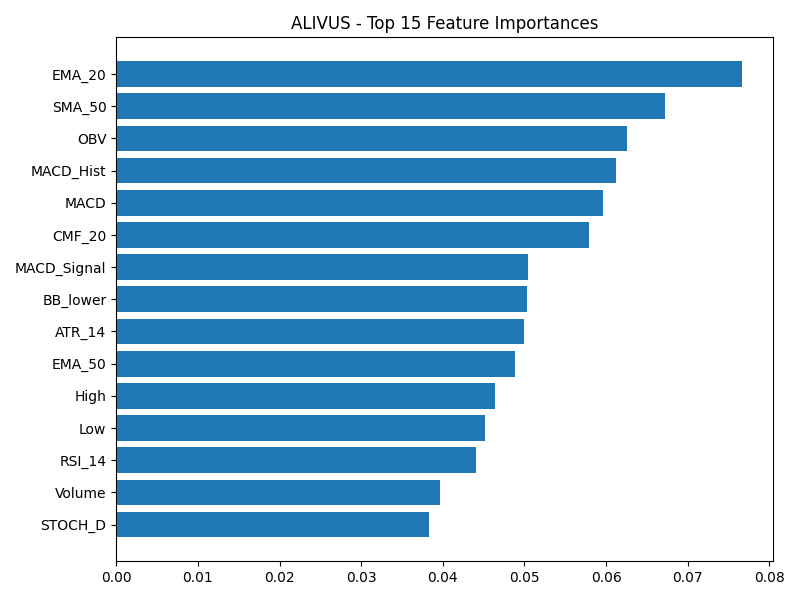 ALIVUS - Top 15 Feature Importances
EMA_20
SMA_50
OBV
MACD_Hist
MACD
CMF_20
MACD_Signal
BB_lower
ATR_14
EMA_50
High
Low
RSI_14
Volume
STOCH_D
0.00 0.01 0.02 0.03 0.04 0.05 0.06 0.07 0.08